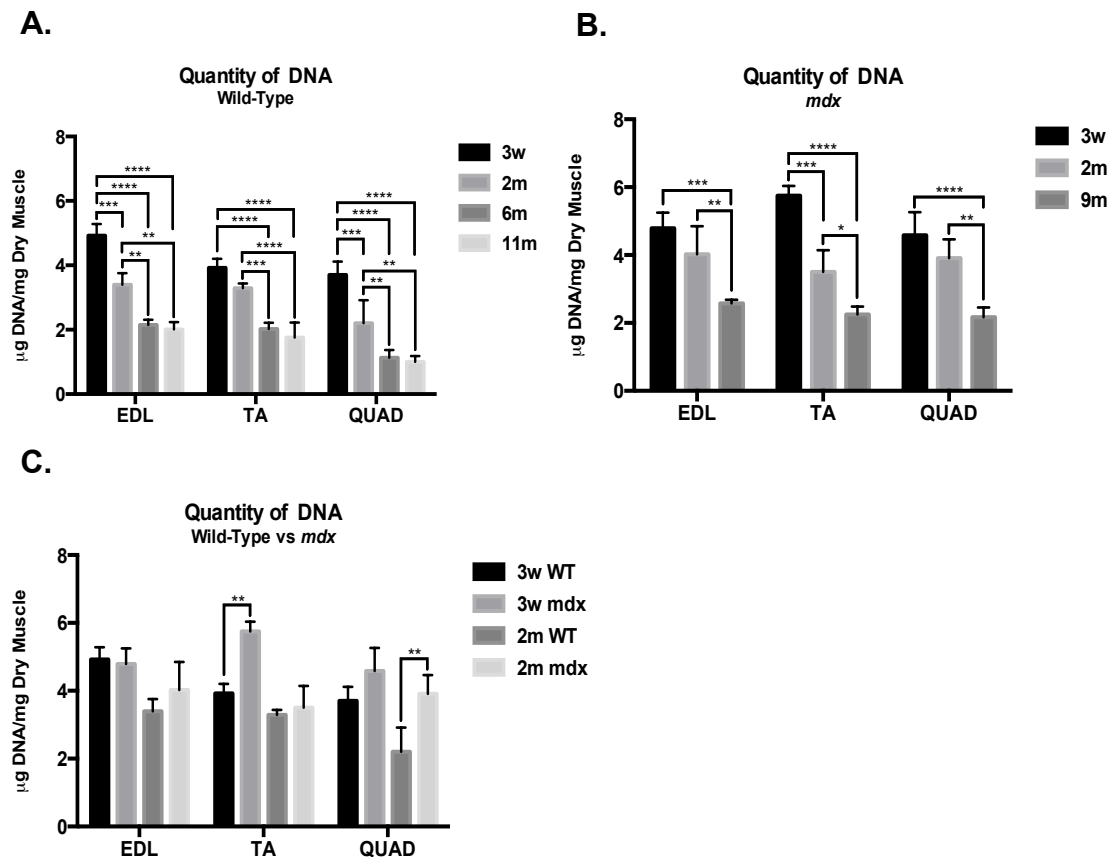 A.
Quantity of DNA
Wild-Type
μg DNA/mg Dry Muscle
8
6
4
2
0
****
****
***
**
**
****
****
****
***
****
****
***
**
**
EDL
TA
QUAD
3w
2m
6m
11m
B.
Quantity of DNA
mdx
μg DNA/mg Dry Muscle
8
6
4
2
0
***
**
****
***
*
****
**
EDL
TA
QUAD
3w
2m
9m
C.
Quantity of DNA
Wild-Type vs mdx
μg DNA/mg Dry Muscle
8
6
4
2
0
**
**
EDL
TA
QUAD
3w WT
3w mdx
2m WT
2m mdx